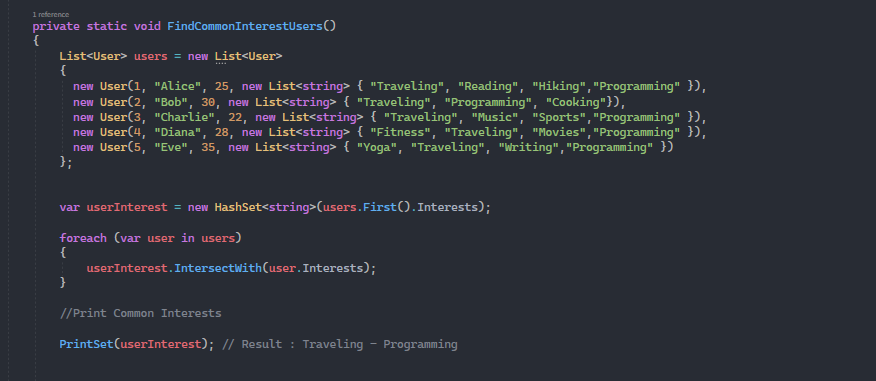 1 reference
private static void FindCommonInterestUsers()
{
List<User> users = new List<User>
{
new User(1, "Alice", 25, new List<string> { "Traveling", "Reading", "Hiking","Programming" }),
new User(2, "Bob", 30, new List<string> { "Traveling", "Programming", "Cooking"}),
new User(3, "Charlie", 22, new List<string> { "Traveling", "Music", "Sports","Programming" }),
new User(4, "Diana", 28, new List<string> { "Fitness", "Traveling", "Movies","Programming" }),
new User(5, "Eve", 35, new List<string> { "Yoga", "Traveling", "Writing","Programming" })
};
var userInterest = new HashSet<string>(users.First().Interests);
foreach (var user in users)
{
userInterest.IntersectWith(user.Interests);
}
//Print Common Interests
PrintSet(userInterest); // Result : Traveling - Programming